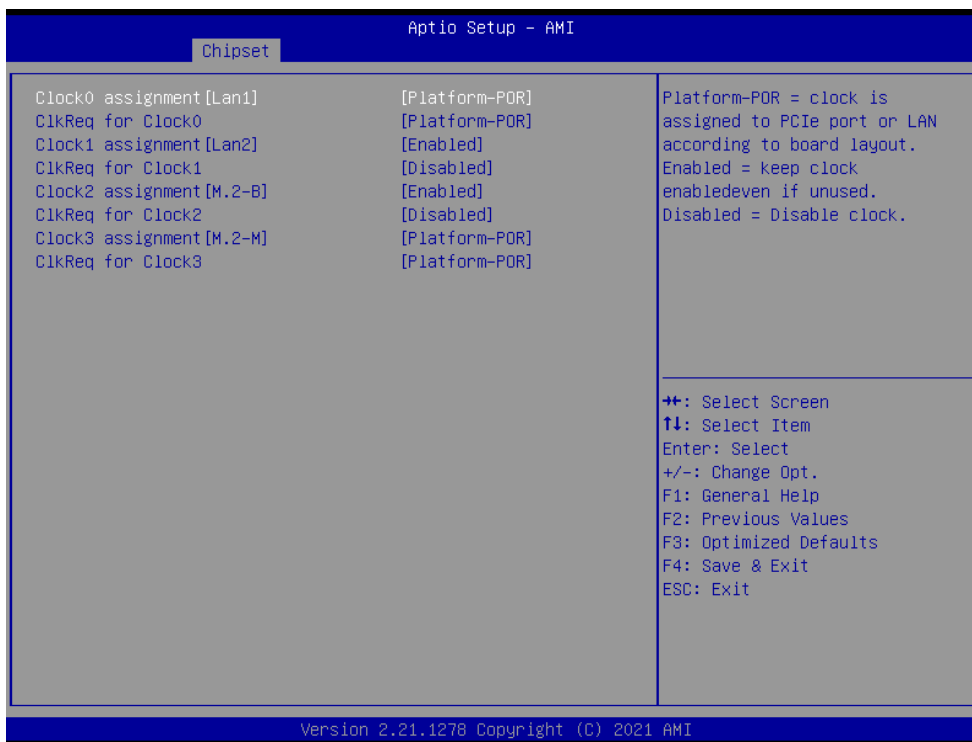 Aptio Setup – AMI
Chipset
Clock0 assignment[Lan1] [Platform-POR]
ClkReq for Clock0 [Platform-POR]
Clock1 assignment[Lan2] [Enabled]
ClkReq for Clock1 [Disabled]
Clock2 assignment[M.2-B] [Enabled]
ClkReq for Clock2 [Disabled]
Clock3 assignment[M.2-M] [Platform-POR]
ClkReq for Clock3 [Platform-POR]
Platform-POR = clock is
assigned to PCIe port or LAN
according to board layout.
Enabled = keep clock
enabledeven if unused.
Disabled = Disable clock.
→←: Select Screen
↑↓: Select Item
Enter: Select
+/-: Change Opt.
F1: General Help
F2: Previous Values
F3: Optimized Defaults
F4: Save & Exit
ESC: Exit
Version 2.21.1278 Copyright (C) 2021 AMI